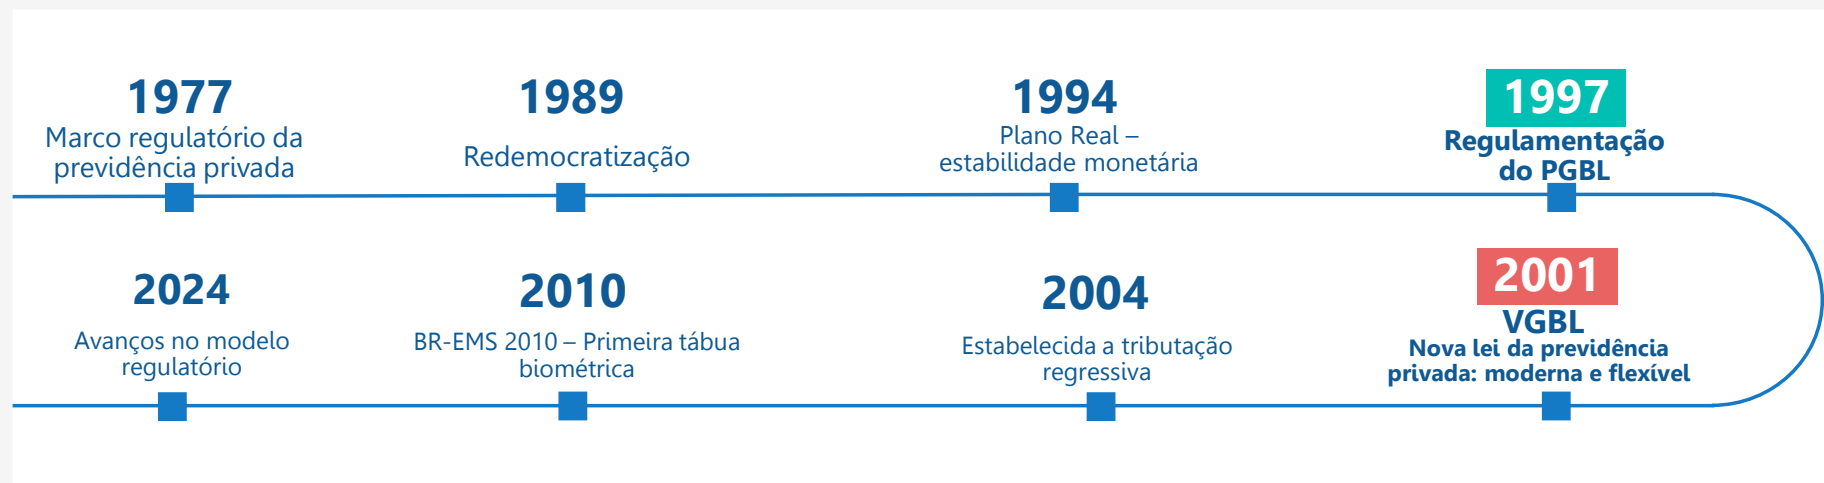 1977
Marco regulatório da
previdência privada
1989
Redemocratização
1994
Plano Real –
estabilidade monetária
1997
Regulamentação
do PGBL
2001
VGBL
Nova lei da previdência
privada: moderna e flexível
2004
Estabelecida a tributação
regressiva
2010
BR-EMS 2010 – Primeira tábua
biométrica
2024
Avanços no modelo
regulatório